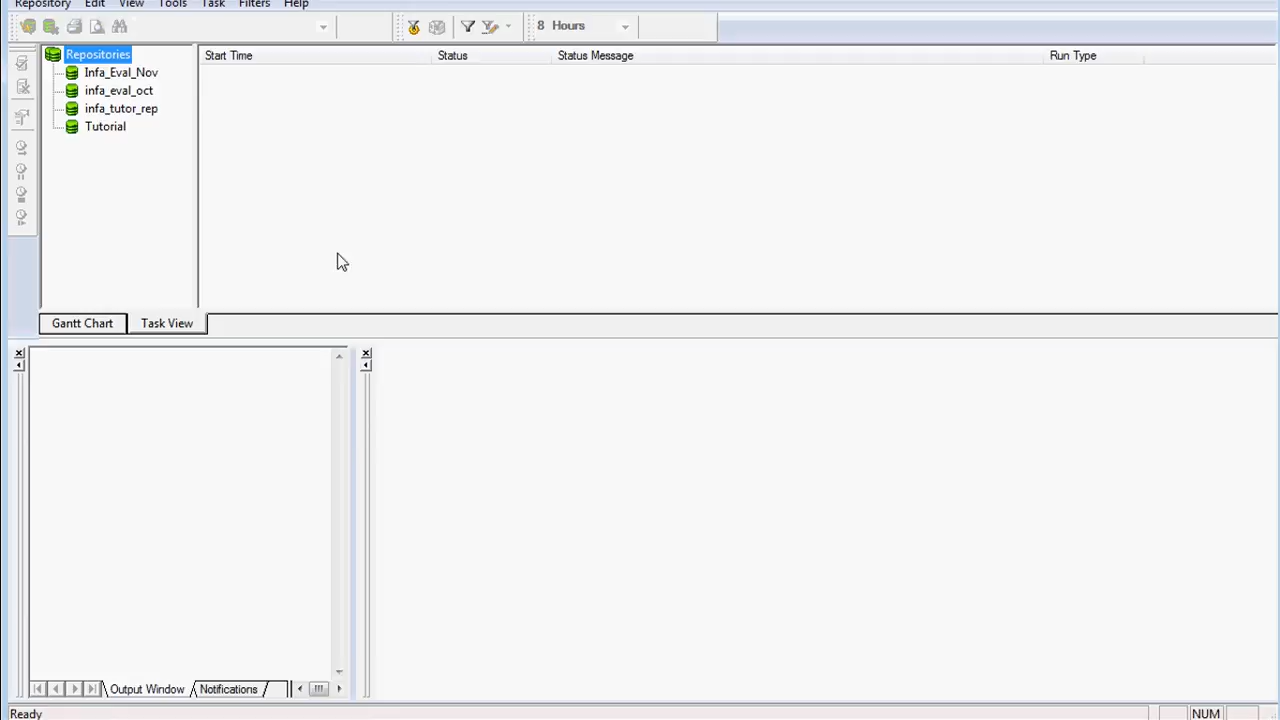 Repository Edit View Tools Task Filters Help
8 Hours
Repositories
Infa_Eval_Nov
infa_eval_oct
infa_tutor_rep
Tutorial
Start Time Status Status Message Run Type
Gantt Chart Task View
Output Window Notifications
Ready NUM